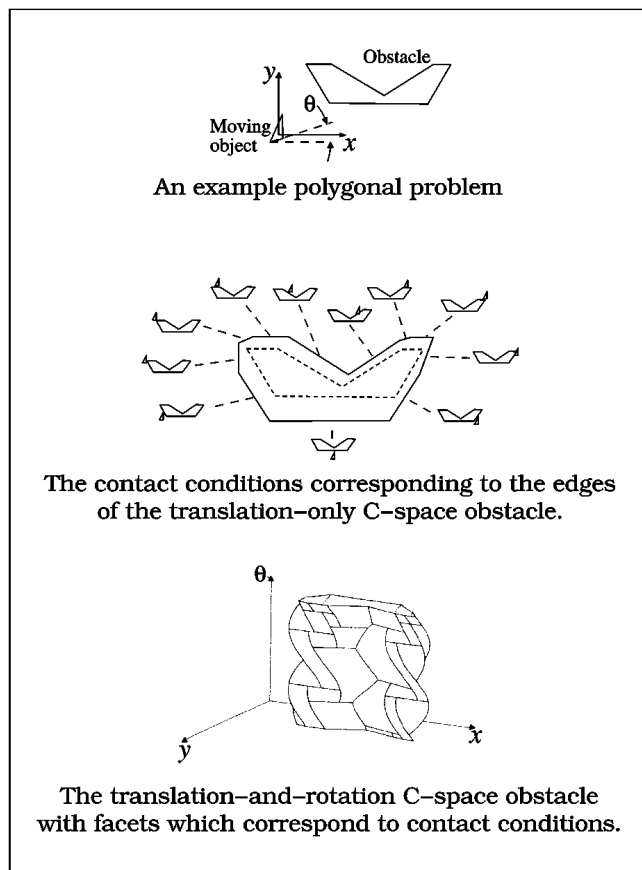 Obstacle
y
θ
Moving
object
x
An example polygonal problem
The contact conditions corresponding to the edges
of the translation–only C–space obstacle.
θ
y
x
The translation–and–rotation C–space obstacle
with facets which correspond to contact conditions.